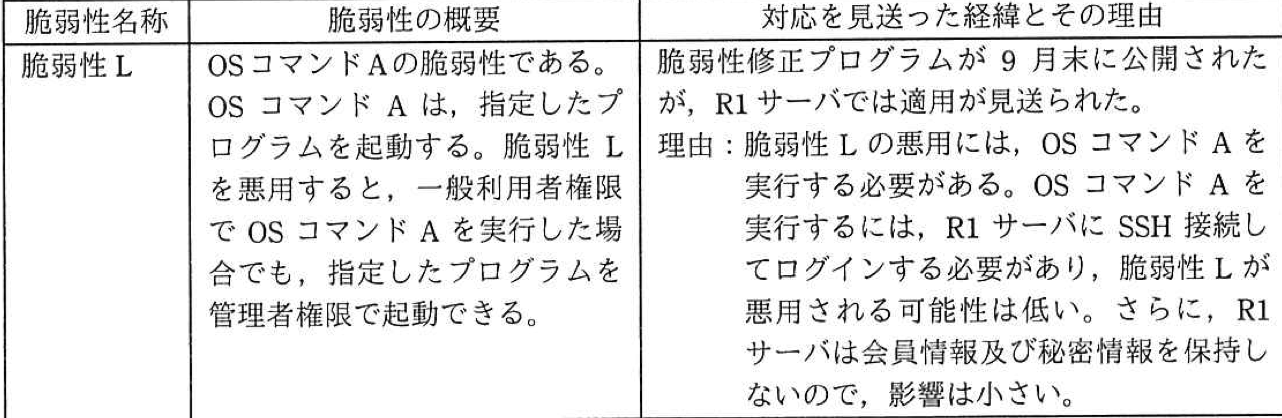 脆弱性名称 脆弱性の概要 対応を見送った経緯とその理由
脆弱性 L
OS コマンド A の脆弱性である。
OS コマンド A は，指定したプ
ログラムを起動する。脆弱性 L
を悪用すると，一般利用者権限
で OS コマンド A を実行した場
合でも，指定したプログラムを
管理者権限で起動できる。
脆弱性修正プログラムが 9 月末に公開された
が，R1 サーバでは適用が見送られた。
理由：脆弱性 L の悪用には，OS コマンド A を
実行する必要がある。OS コマンド A を
実行するには，R1 サーバに SSH 接続し
てログインする必要があり，脆弱性 L が
悪用される可能性は低い。さらに，R1
サーバは会員情報及び秘密情報を保持し
ないので，影響は小さい。